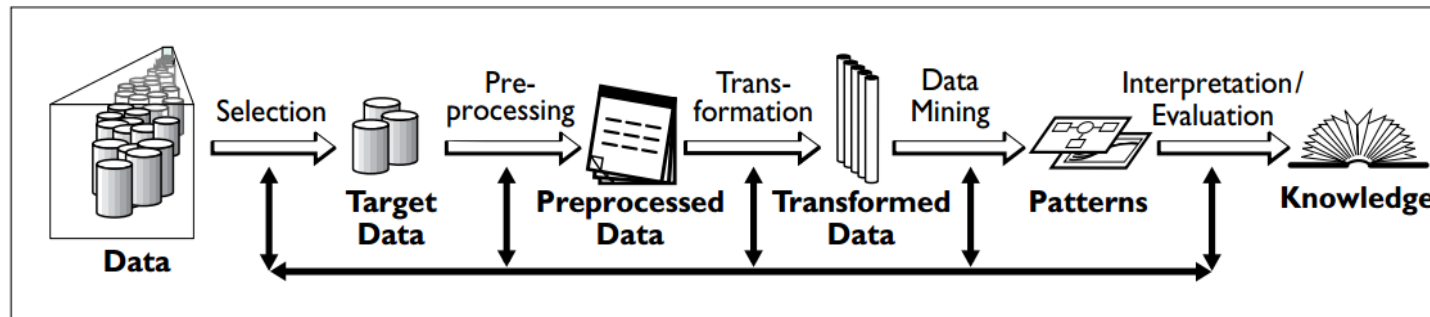 Selection
Pre-
processing
Trans-
formation
Data
Mining
Interpretation/
Evaluation
Data
Target
Data
Preprocessed
Data
Transformed
Data
Patterns
Knowledge